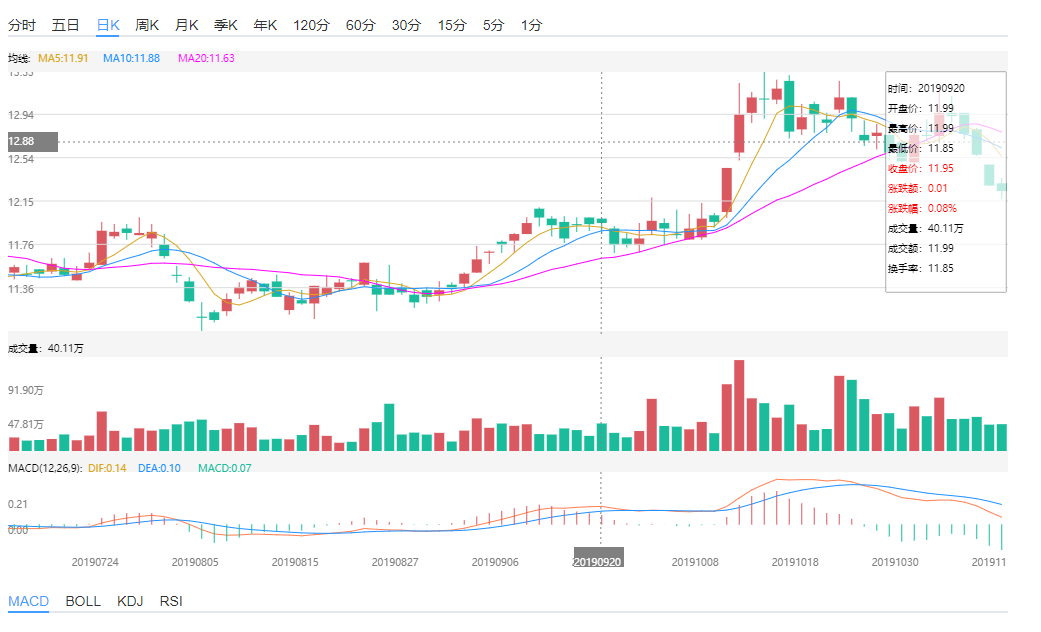 分时 五日 日K 周K 月K 季K 年K 120分 60分 30分 15分 5分 1分
均线: MA5:11.91 MA10:11.88 MA20:11.63
13.33
12.94
12.88
12.54
12.15
11.76
11.36
时间: 20190920
开盘价: 11.99
最高价: 11.99
最低价: 11.85
收盘价: 11.95
涨跌额: 0.01
涨跌幅: 0.08%
成交量: 40.11万
成交额: 11.99
换手率: 11.85
成交量: 40.11万
91.90万
47.81万
MACD(12,26,9): DIF:0.14 DEA:0.10 MACD:0.07
0.21
0.00
20190724 20190805 20190815 20190827 20190906 20190920 20191008 20191018 20191030 201911
MACD BOLL KDJ RSI